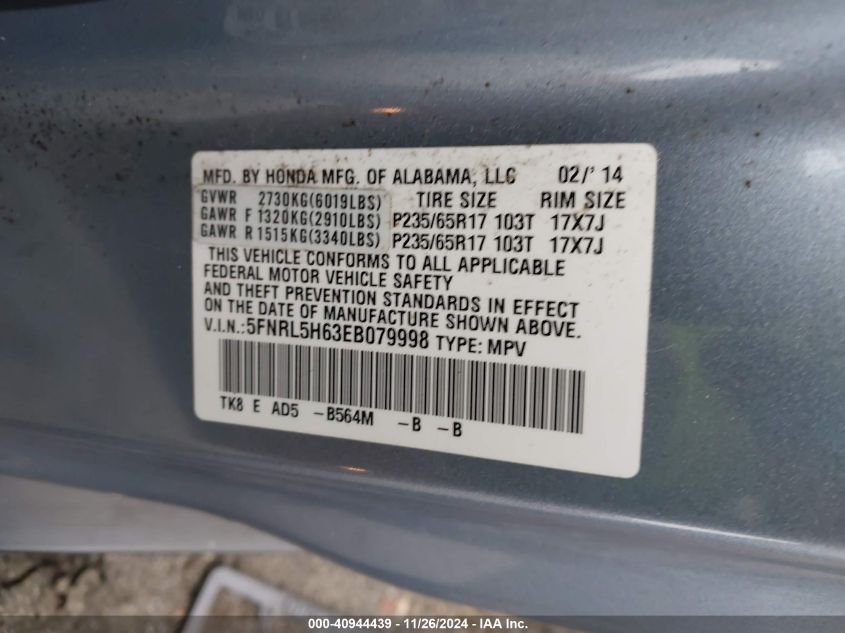 MFD. BY HONDA MFG. OF ALABAMA, LLC 02/' 14
GVWR 2730KG(6019LBS) TIRE SIZE RIM SIZE
GAWR F 1320KG(2910LBS) P235/65R17 103T 17X7J
GAWR R 1515KG(3340LBS) P235/65R17 103T 17X7J
THIS VEHICLE CONFORMS TO ALL APPLICABLE
FEDERAL MOTOR VEHICLE SAFETY
AND THEFT PREVENTION STANDARDS IN EFFECT
ON THE DATE OF MANUFACTURE SHOWN ABOVE.
V.I.N.:5FNRL5H63EB079998 TYPE: MPV
TK8 E AD5 -B564M -B -B
000-40944439 - 11/26/2024 - IAA Inc.